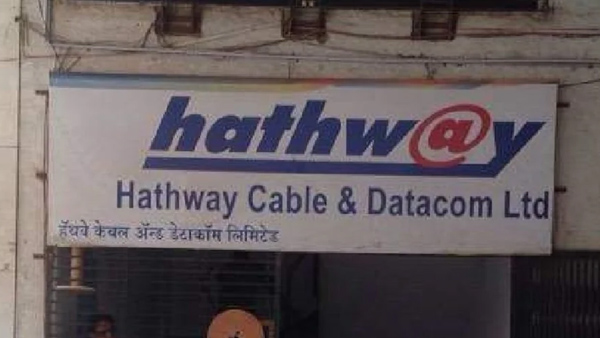 hathw@y
Hathway Cable & Datacom Ltd
हॅथवे केबल ॲन्ड डेटाकॉम लिमिटेड